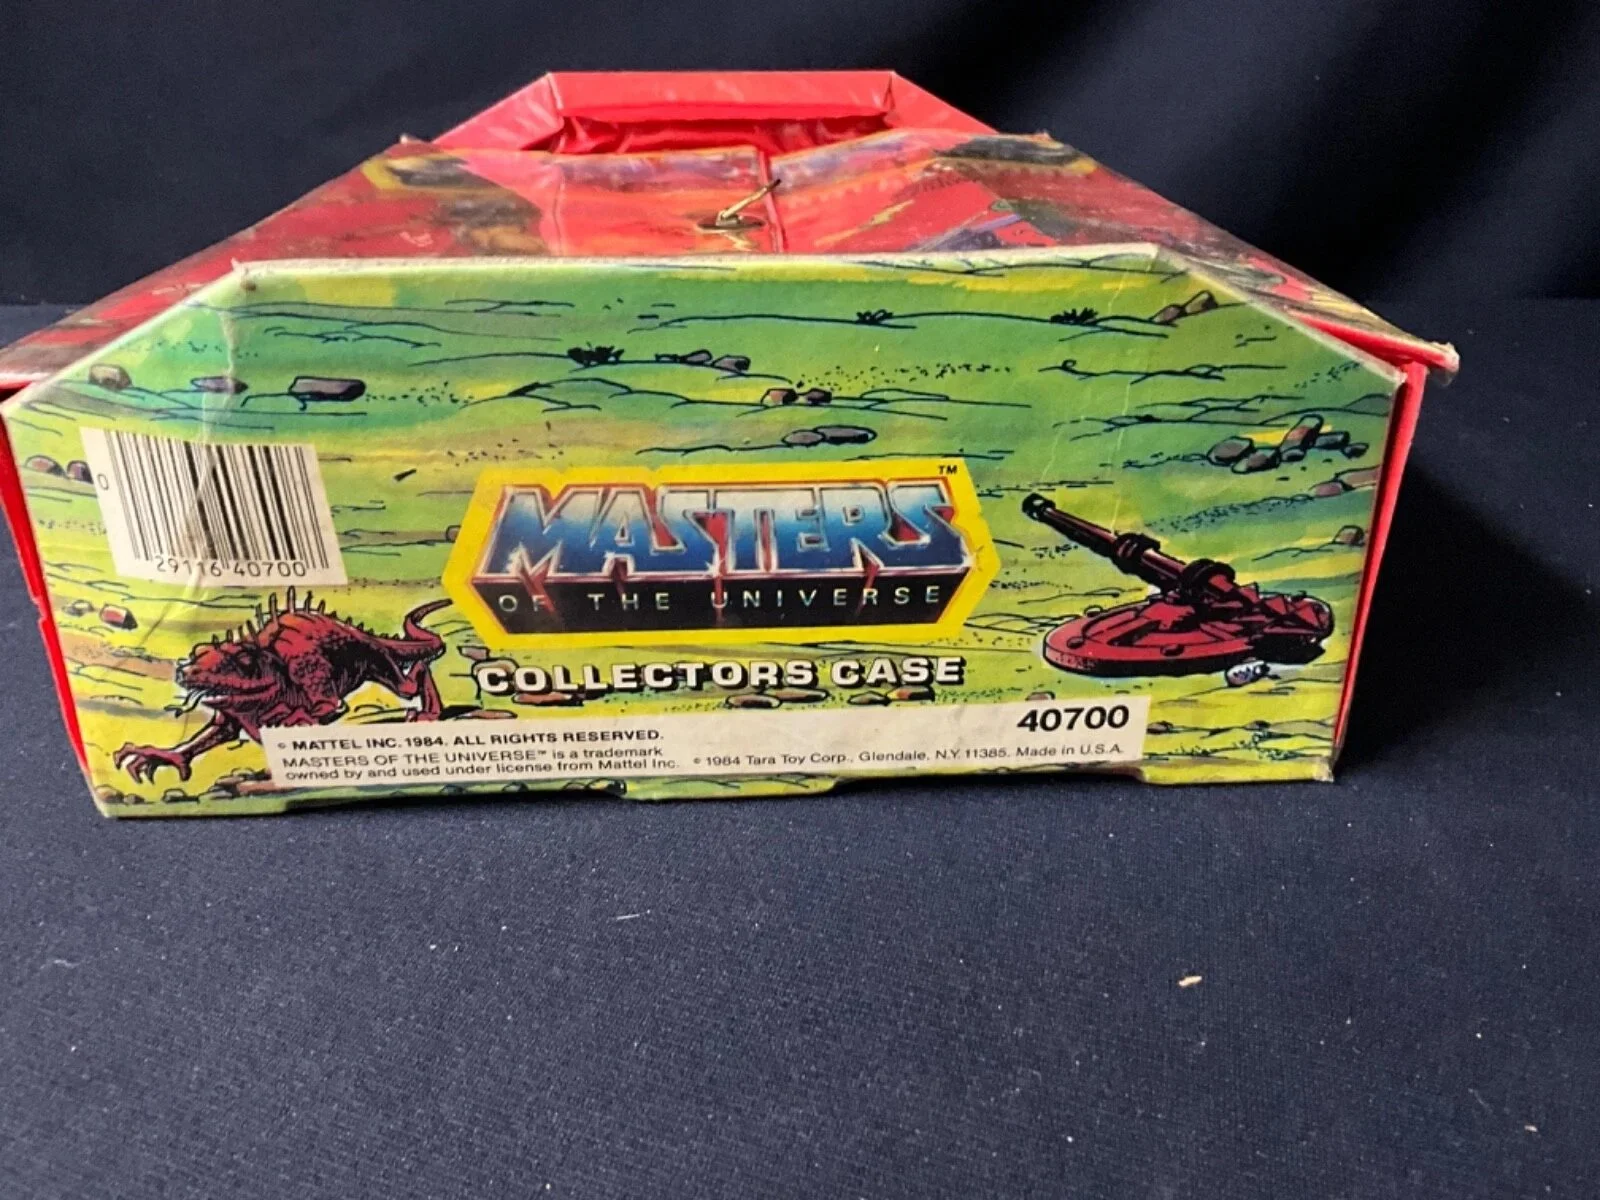 MASTERS™
OF THE UNIVERSE
COLLECTORS CASE
0
29116 40700
© MATTEL INC. 1984. ALL RIGHTS RESERVED.
MASTERS OF THE UNIVERSE™ is a trademark
owned by and used under license from Mattel Inc.
40700
© 1984 Tara Toy Corp., Glendale, N.Y. 11385. Made in U.S.A.